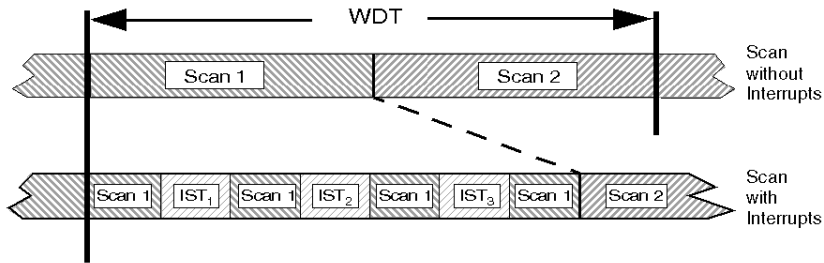 WDT
Scan 1
Scan 2
Scan
without
Interrupts
Scan 1
IST1
Scan 1
IST2
Scan 1
IST3
Scan 1
Scan 2
Scan
with
Interrupts